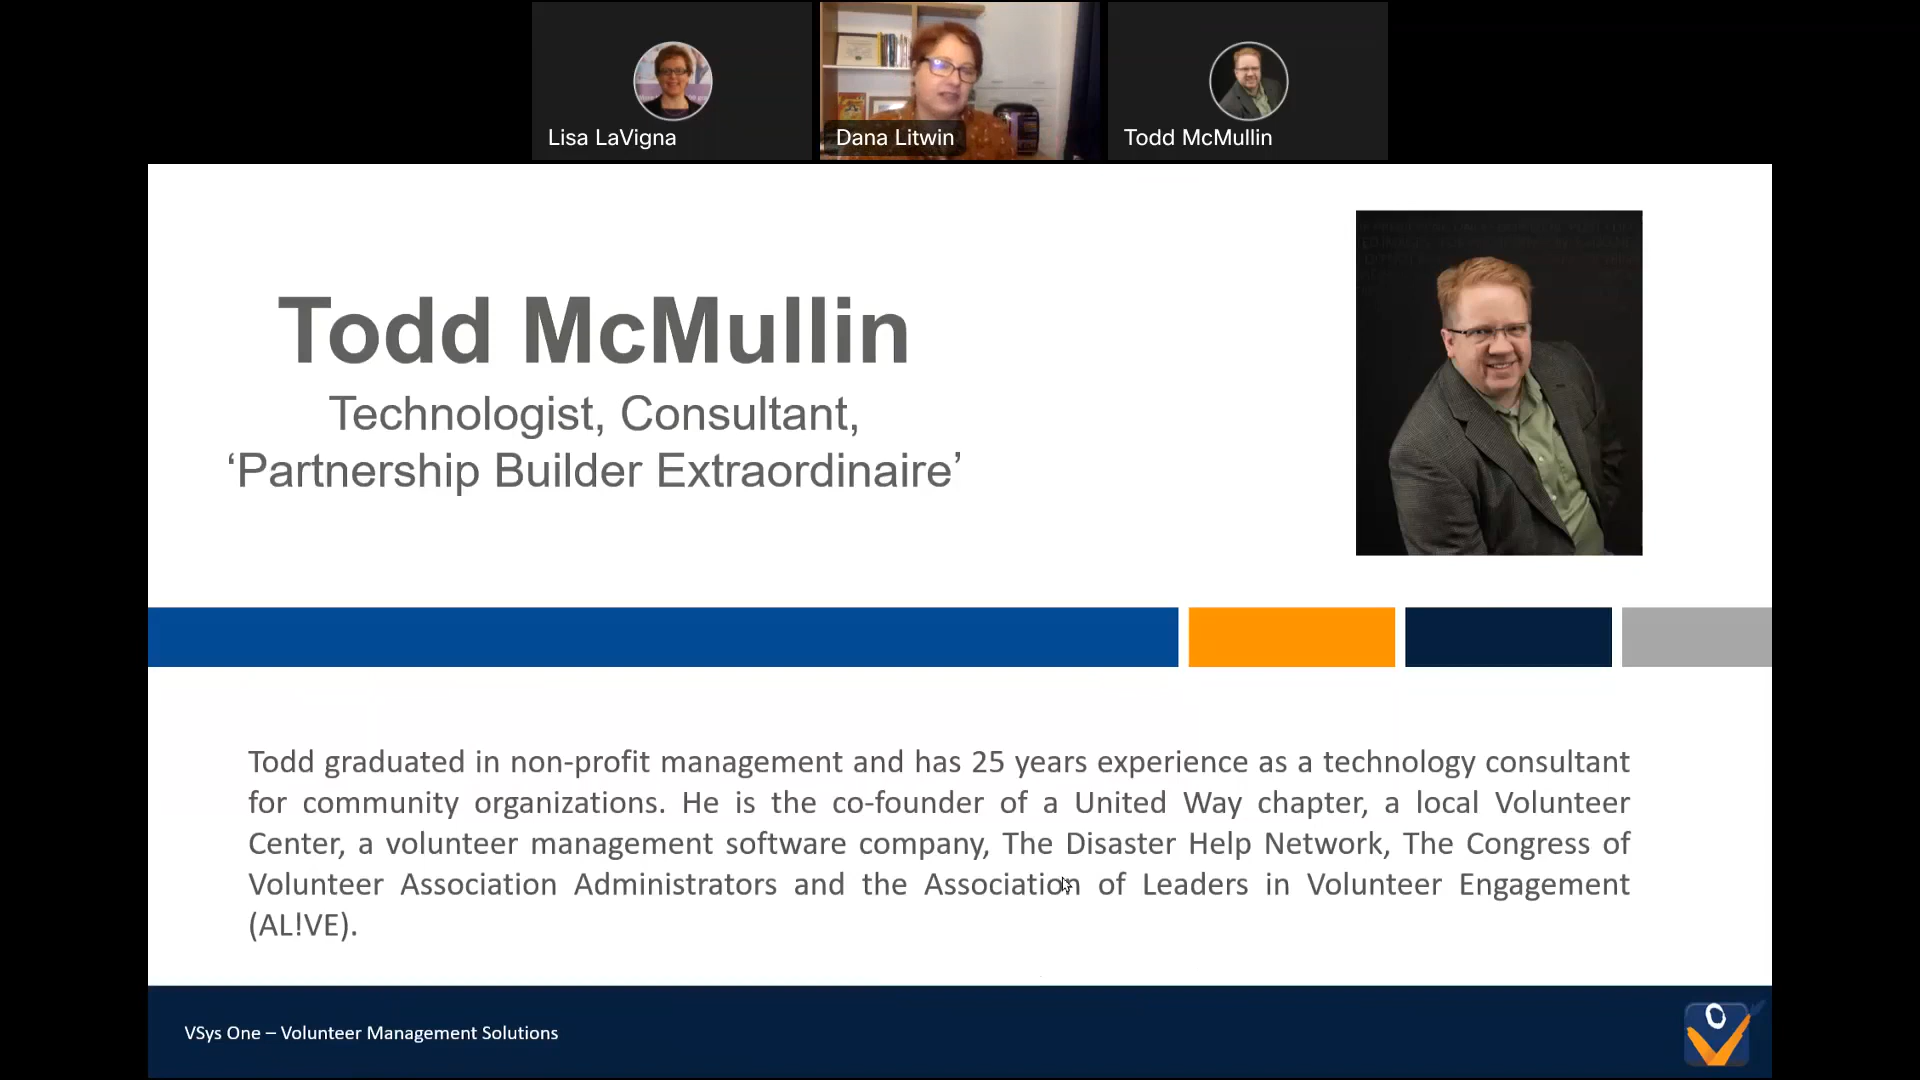 Lisa LaVigna
Dana Litwin
Todd McMullin
Todd McMullin
Technologist, Consultant,
‘Partnership Builder Extraordinaire’
Todd graduated in non-profit management and has 25 years experience as a technology consultant
for community organizations. He is the co-founder of a United Way chapter, a local Volunteer
Center, a volunteer management software company, The Disaster Help Network, The Congress of
Volunteer Association Administrators and the Association of Leaders in Volunteer Engagement
(AL!VE).
VSys One – Volunteer Management Solutions